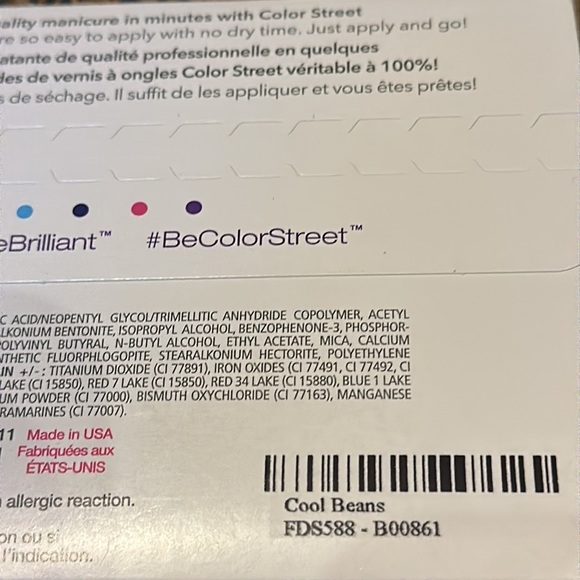 ality manicure in minutes with Color Street
re so easy to apply with no dry time. Just apply and go!
atante de qualité professionnelle en quelques
des de vernis à ongles Color Street véritable à 100%!
s de séchage. Il suffit de les appliquer et vous êtes prêtes!
eBrilliant™ #BeColorStreet™
C ACID/NEOPENTYL GLYCOL/TRIMELLITIC ANHYDRIDE COPOLYMER, ACETYL
LKONIUM BENTONITE, ISOPROPYL ALCOHOL, BENZOPHENONE-3, PHOSPHOR-
OLYVINYL BUTYRAL, N-BUTYL ALCOHOL, ETHYL ACETATE, MICA, CALCIUM
NTHETIC FLUORPHLOGOPITE, STEARALKONIUM HECTORITE, POLYETHYLENE
IN +/-: TITANIUM DIOXIDE (CI 77891), IRON OXIDES (CI 77491, CI 77492, CI
LAKE (CI 15850), RED 7 LAKE (CI 15850), RED 34 LAKE (CI 15880), BLUE 1 LAKE
UM POWDER (CI 77000), BISMUTH OXYCHLORIDE (CI 77163), MANGANESE
RAMARINES (CI 77007).
11 Made in USA
Fabriquées aux
ÉTATS-UNIS
allergic reaction.
on ou si
l'indication.
Cool Beans
FDS588 - B00861